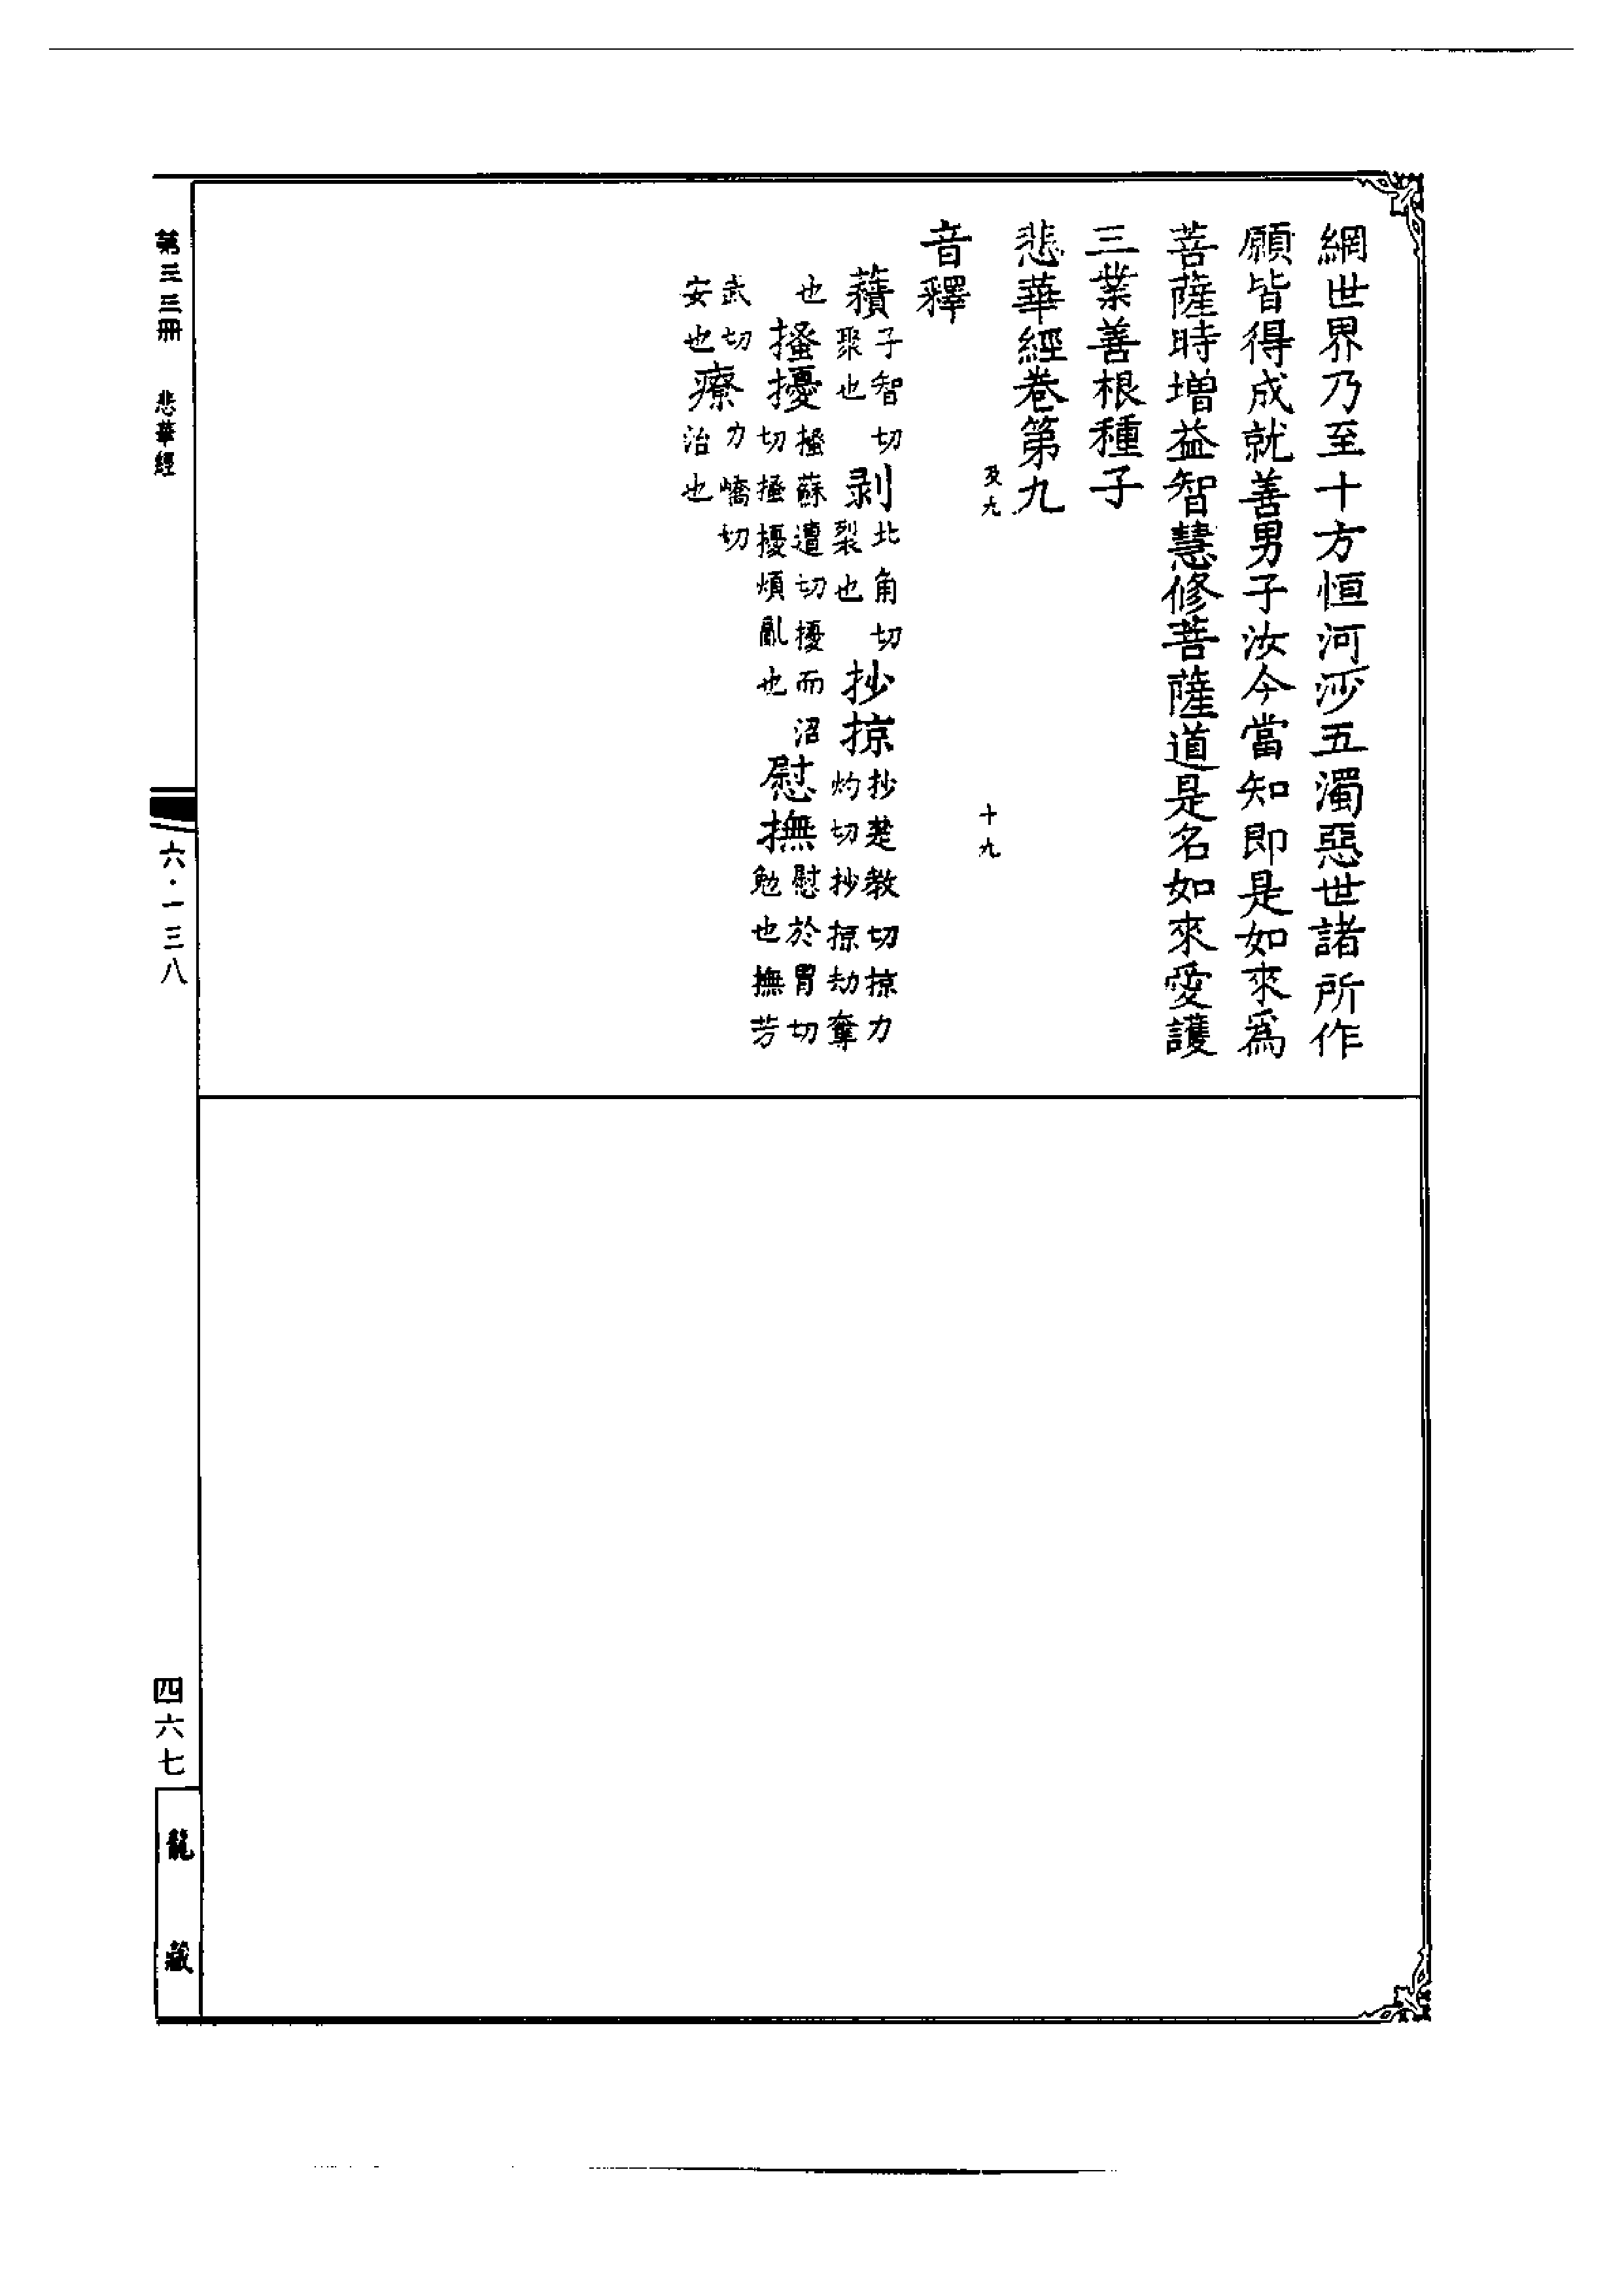 網世界乃至十方恒河沙五濁惡世諸所作
願皆得成就善男子汝今當知即是如來爲
菩薩時增益智慧修菩薩道是名如來愛護
三業善根種子
悲華經卷第九
及九 十九
音釋
積子智切聚也 剥北角切裂也 抄掠抄楚教切掠力灼切抄掠劫奪
也 搔擾搔蘇遭切擾而沼切搔擾煩亂也 慰撫慰於胃切勉也撫芳
武切安也 療力嶠切治也
第三三冊 悲華經
六·一三八
四六七
龍藏